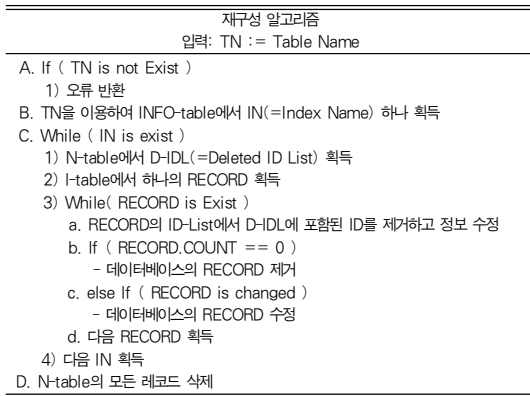 재구성 알고리즘
입력: TN := Table Name
A. If ( TN is not Exist )
1) 오류 반환
B. TN을 이용하여 INFO-table에서 IN(=Index Name) 하나 획득
C. While ( IN is exist )
1) N-table에서 D-IDL(=Deleted ID List) 획득
2) I-table에서 하나의 RECORD 획득
3) While( RECORD is Exist )
a. RECORD의 ID-List에서 D-IDL에 포함된 ID를 제거하고 정보 수정
b. If ( RECORD.COUNT == 0 )
- 데이터베이스의 RECORD 제거
c. else If ( RECORD is changed )
- 데이터베이스의 RECORD 수정
d. 다음 RECORD 획득
4) 다음 IN 획득
D. N-table의 모든 레코드 삭제